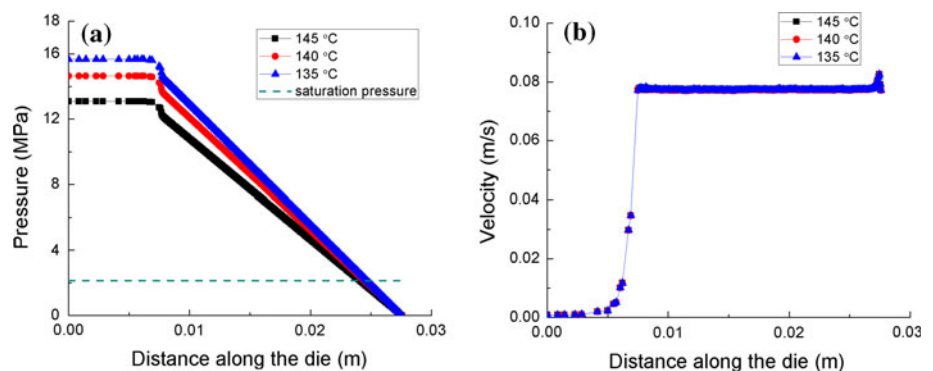 (a)
145 °C
140 °C
135 °C
saturation pressure
18
16
12
8
4
0
Pressure (MPa)
0.00
0.01
0.02
0.03
Distance along the die (m)
(b)
145 °C
140 °C
135 °C
0.10
0.08
0.06
0.04
0.02
0.00
Velocity (m/s)
0.00
0.01
0.02
0.03
Distance along the die (m)